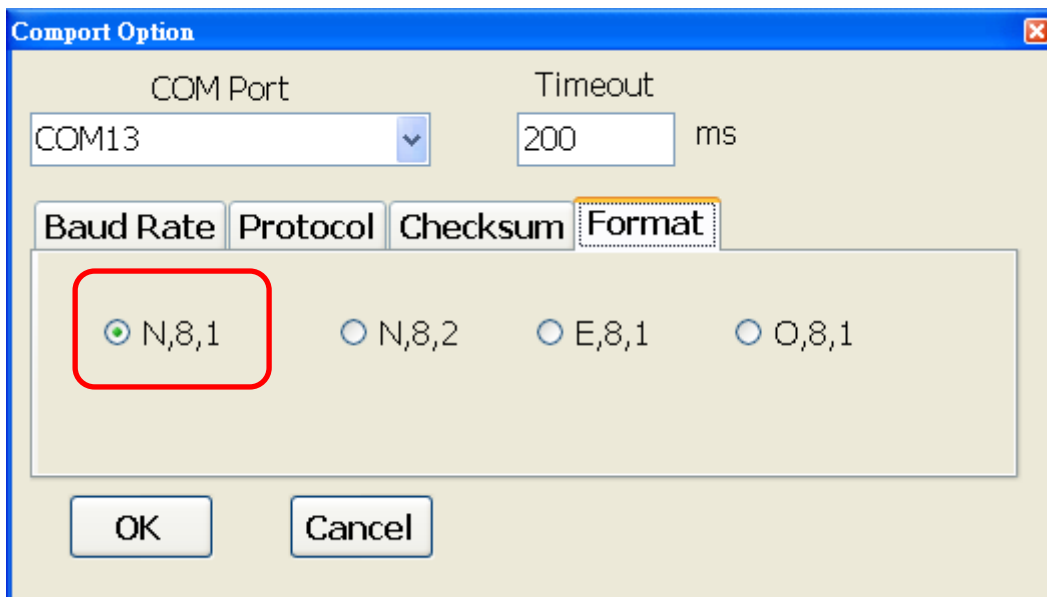 Comport Option
COM Port Timeout
COM13 200 ms
Baud Rate Protocol Checksum Format
N,8,1 N,8,2 E,8,1 O,8,1
OK Cancel